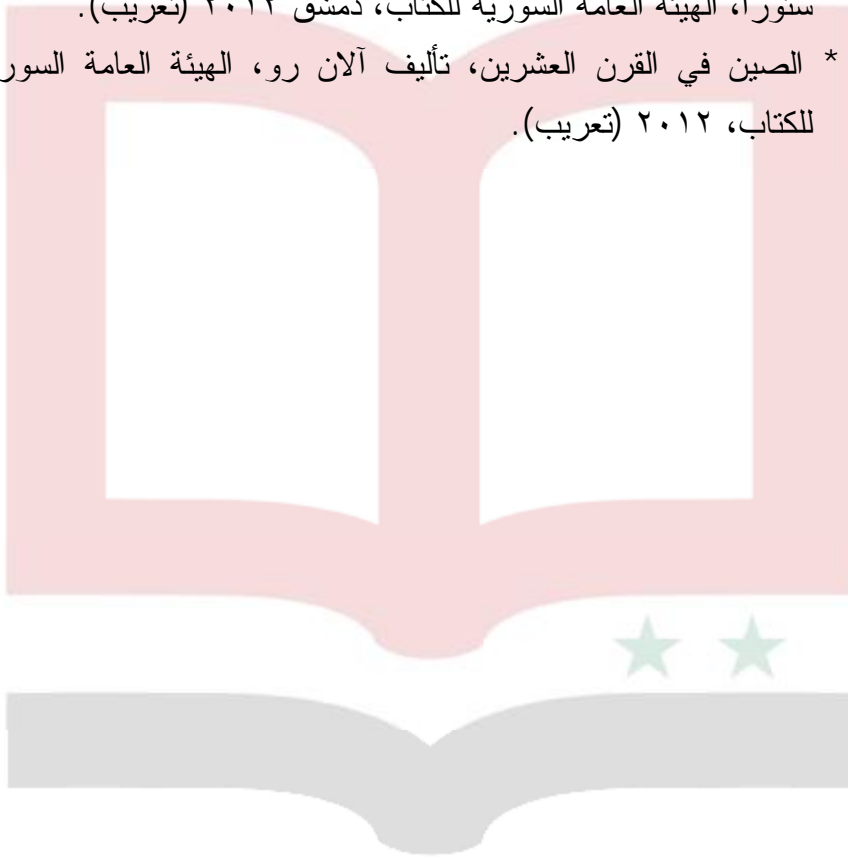 ستورا، الهيئة العامة السورية للكتاب، دمشق ٢٠١٢ (تعريب).
* الصين في القرن العشرين، تأليف آلان رو، الهيئة العامة السور
للكتاب، ٢٠١٢ (تعريب).